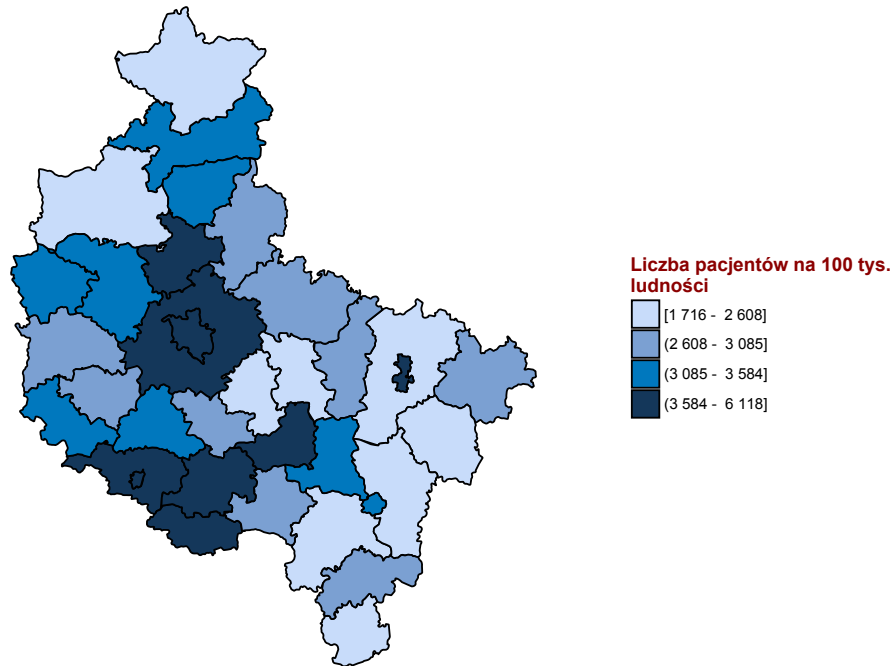 Liczba pacjentów na 100 tys.
ludności
[1 716 - 2 608]
(2 608 - 3 085]
(3 085 - 3 584]
(3 584 - 6 118]